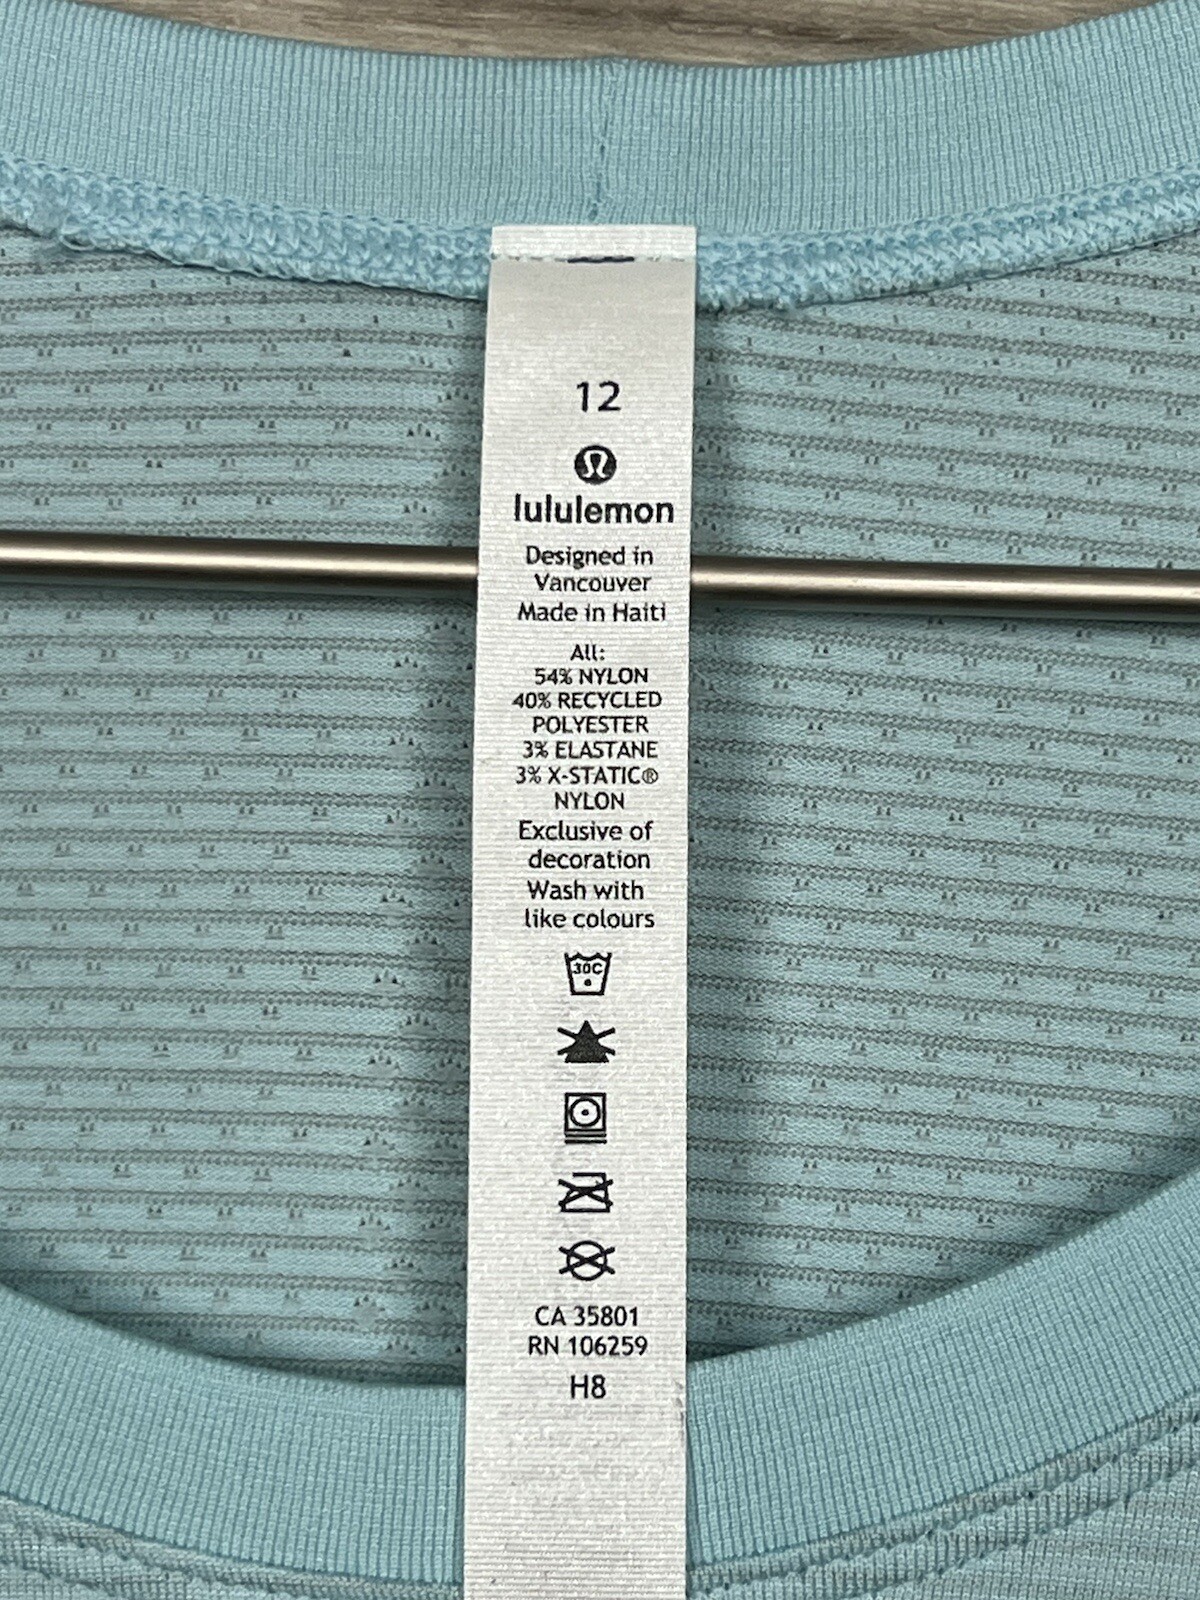 12
lululemon
Designed in
Vancouver
Made in Haiti
All:
54% NYLON
40% RECYCLED
POLYESTER
3% ELASTANE
3% X-STATIC®
NYLON
Exclusive of
decoration
Wash with
like colours
30C
CA 35801
RN 106259
H8